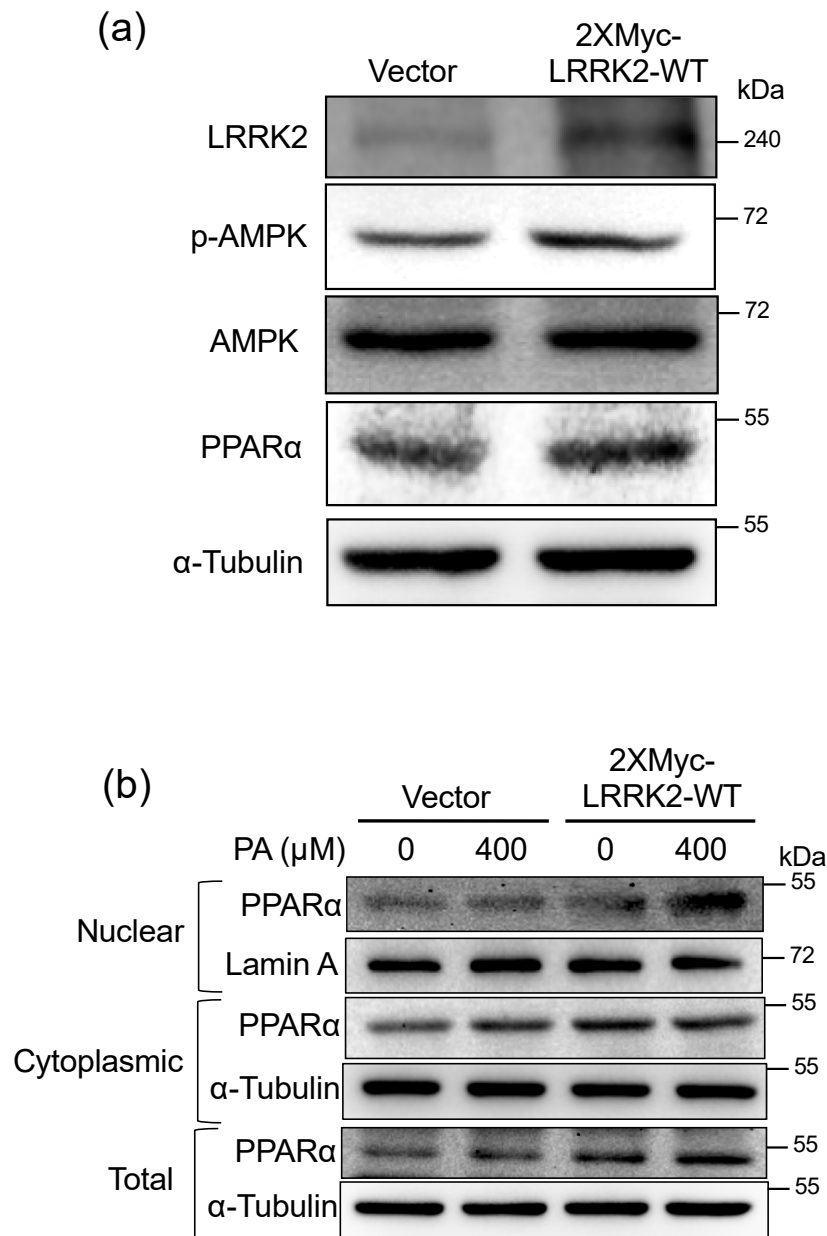 (a)
Vector
2XMyc-
LRRK2-WT
kDa
LRRK2
240
p-AMPK
72
AMPK
72
PPARα
55
α-Tubulin
55
(b)
Vector
2XMyc-
LRRK2-WT
PA (μM) 0 400 0 400 kDa
Nuclear
PPARα
55
Lamin A
72
Cytoplasmic
PPARα
55
α-Tubulin
55
Total
PPARα
55
α-Tubulin
55